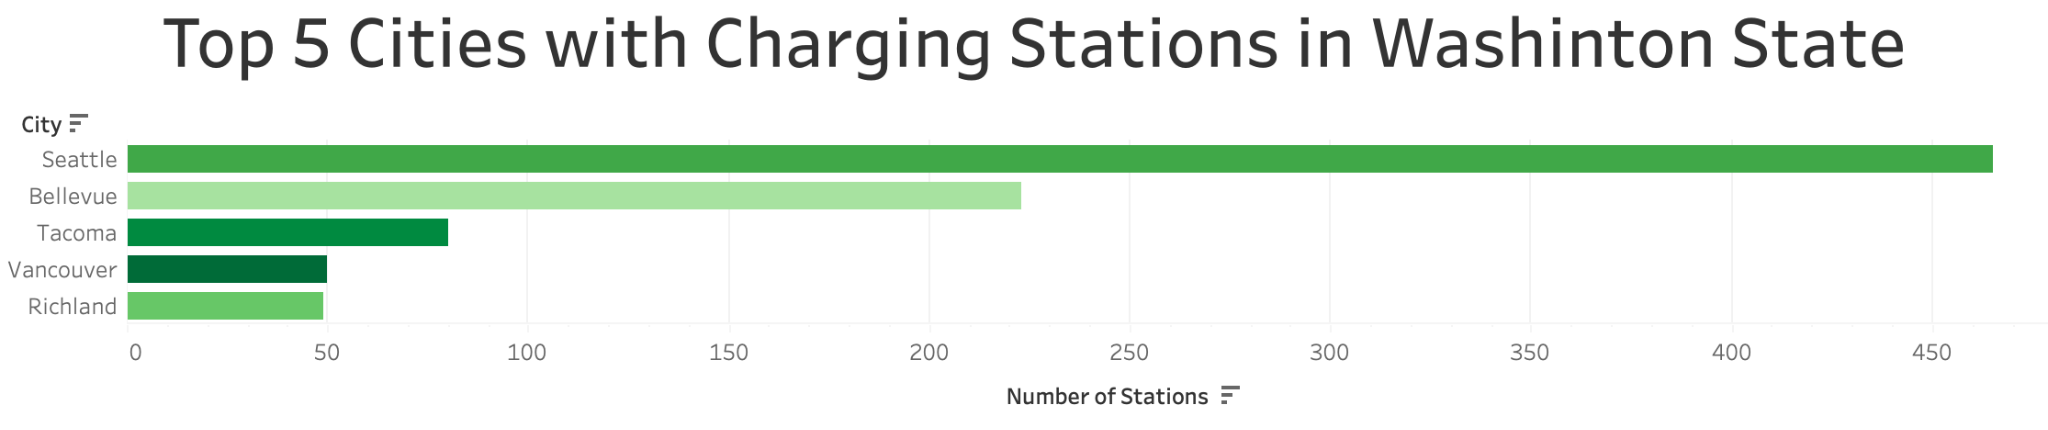 Top 5 Cities with Charging Stations in Washinton State
City
Seattle
Bellevue
Tacoma
Vancouver
Richland
0 50 100 150 200 250 300 350 400 450
Number of Stations